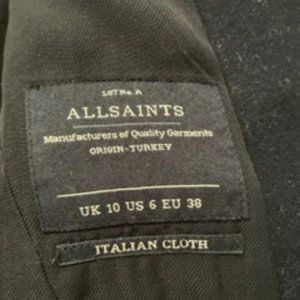 LOT No. A
ALLSAINTS
Manufacturers of Quality Garments
ORIGIN-TURKEY
UK 10 US 6 EU 38
ITALIAN CLOTH